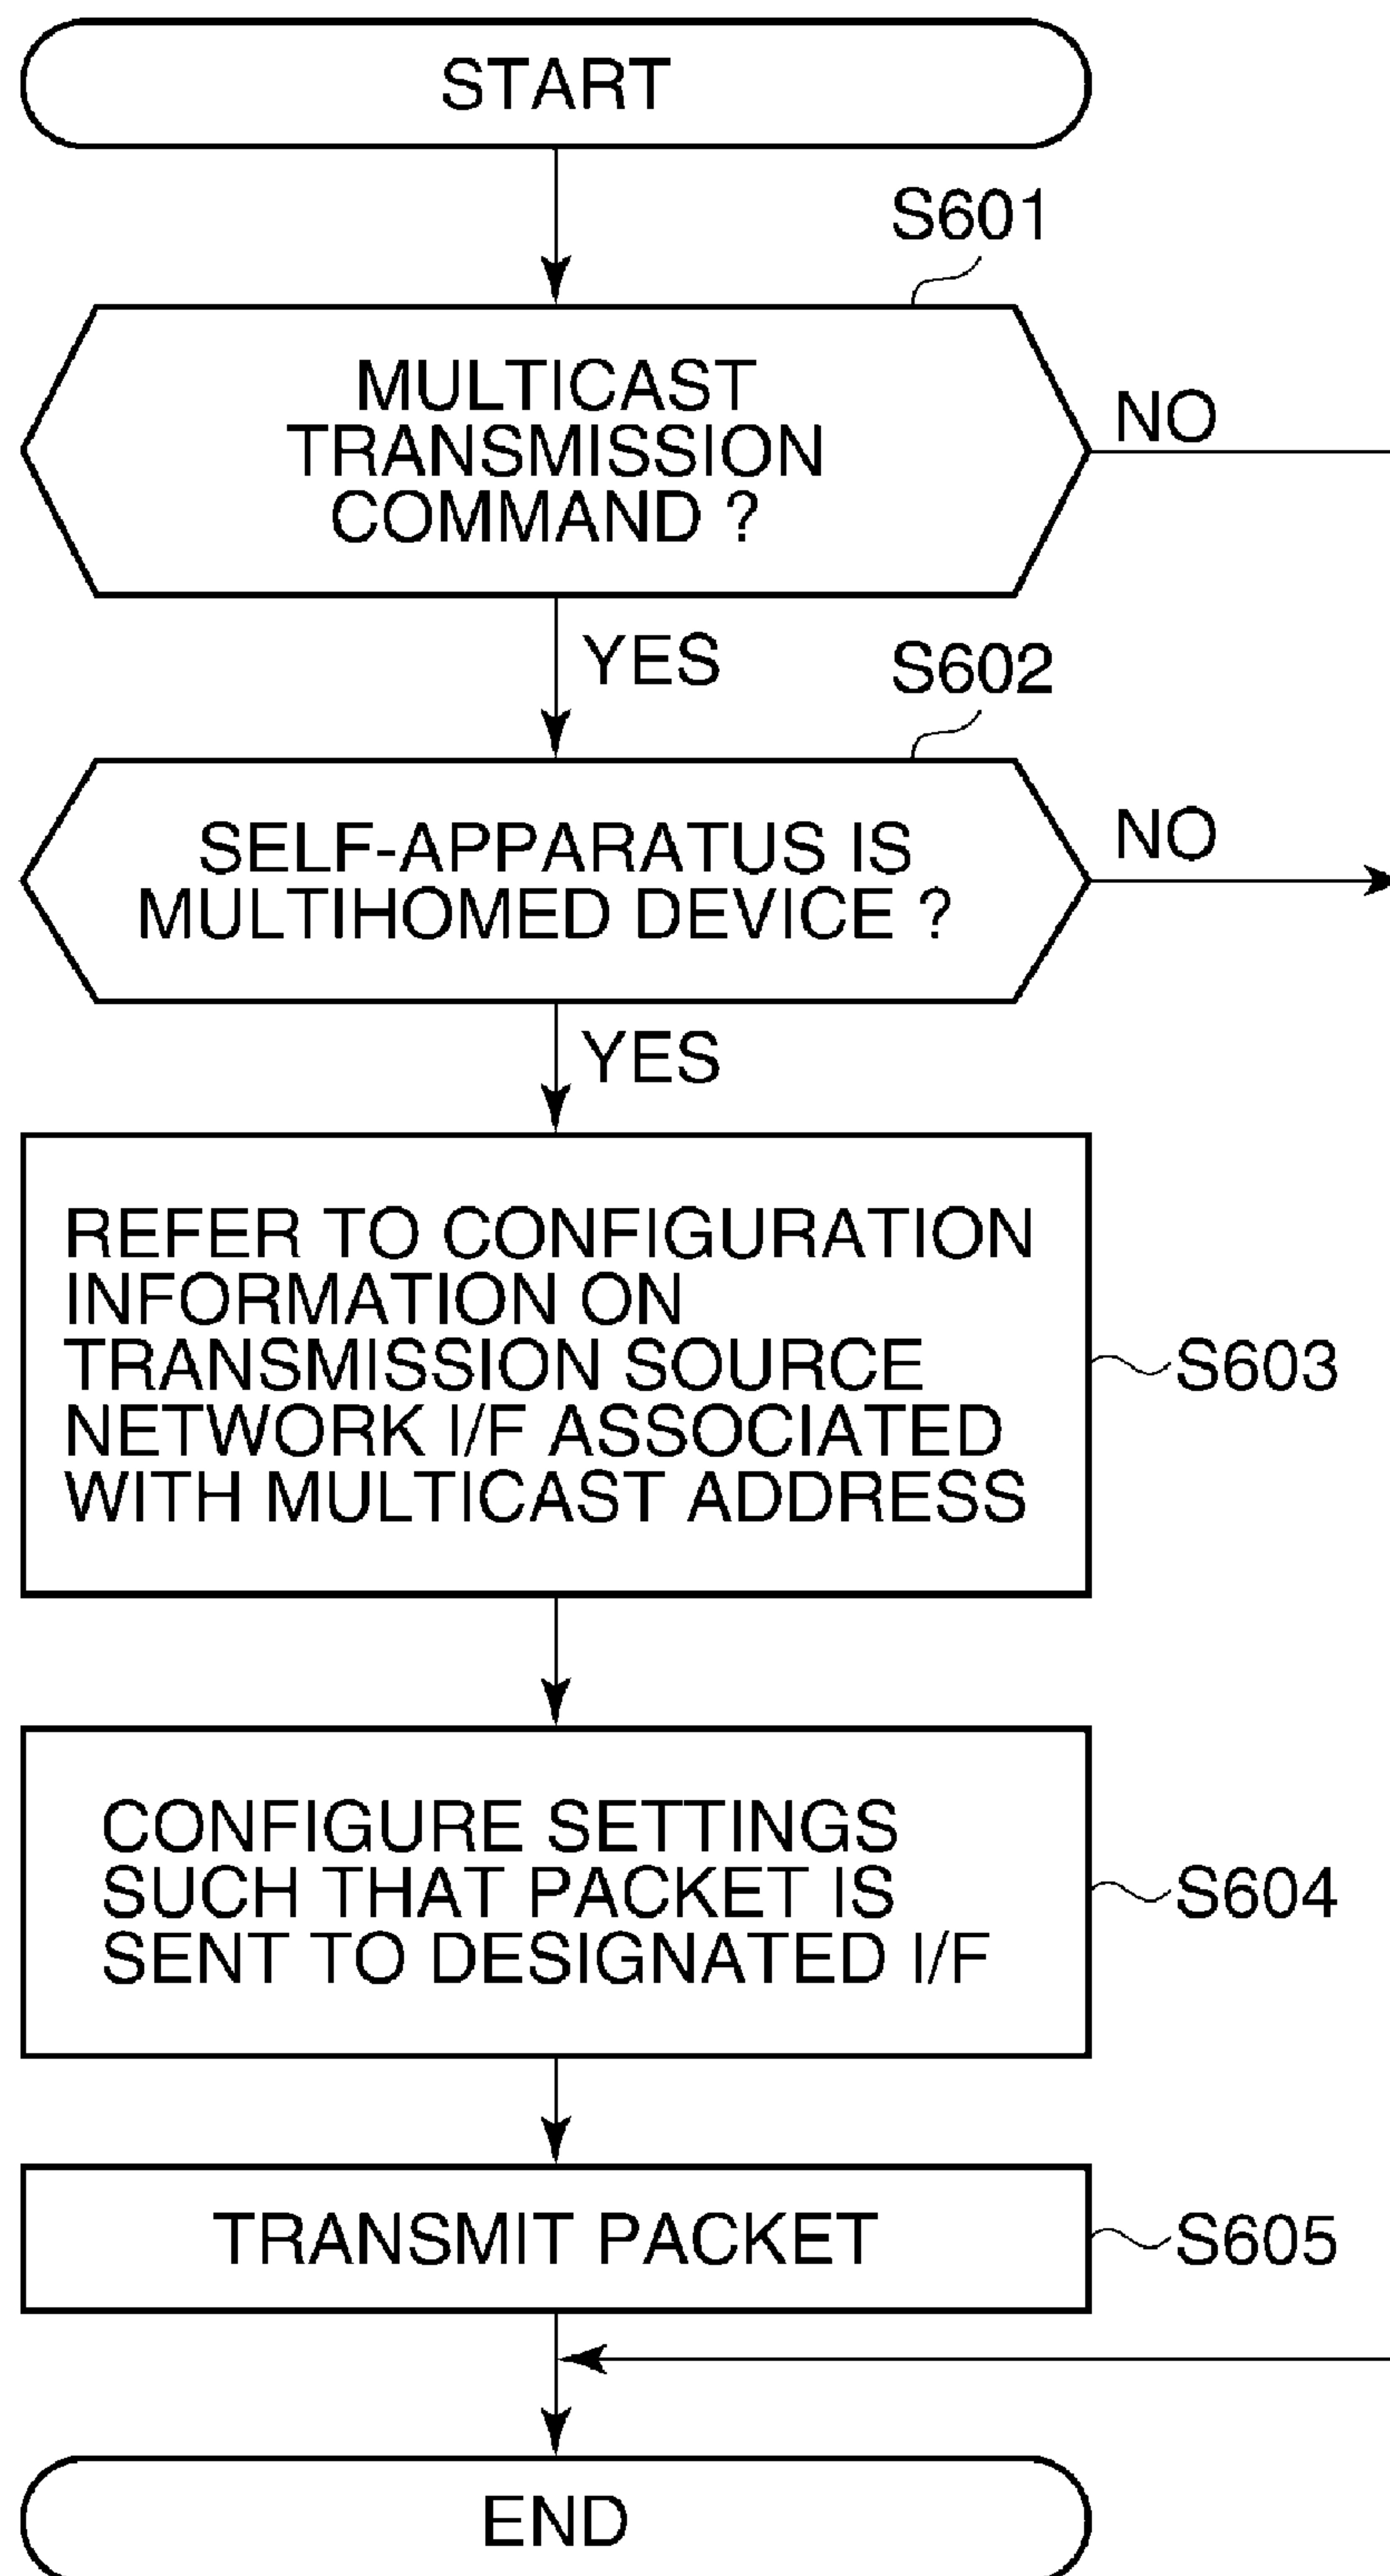 START
S601
MULTICAST
TRANSMISSION
COMMAND ?
NO
YES
S602
SELF-APPARATUS IS
MULTIHOMED DEVICE ?
NO
YES
REFER TO CONFIGURATION
INFORMATION ON
TRANSMISSION SOURCE
NETWORK I/F ASSOCIATED
WITH MULTICAST ADDRESS
S603
CONFIGURE SETTINGS
SUCH THAT PACKET IS
SENT TO DESIGNATED I/F
S604
TRANSMIT PACKET
S605
END